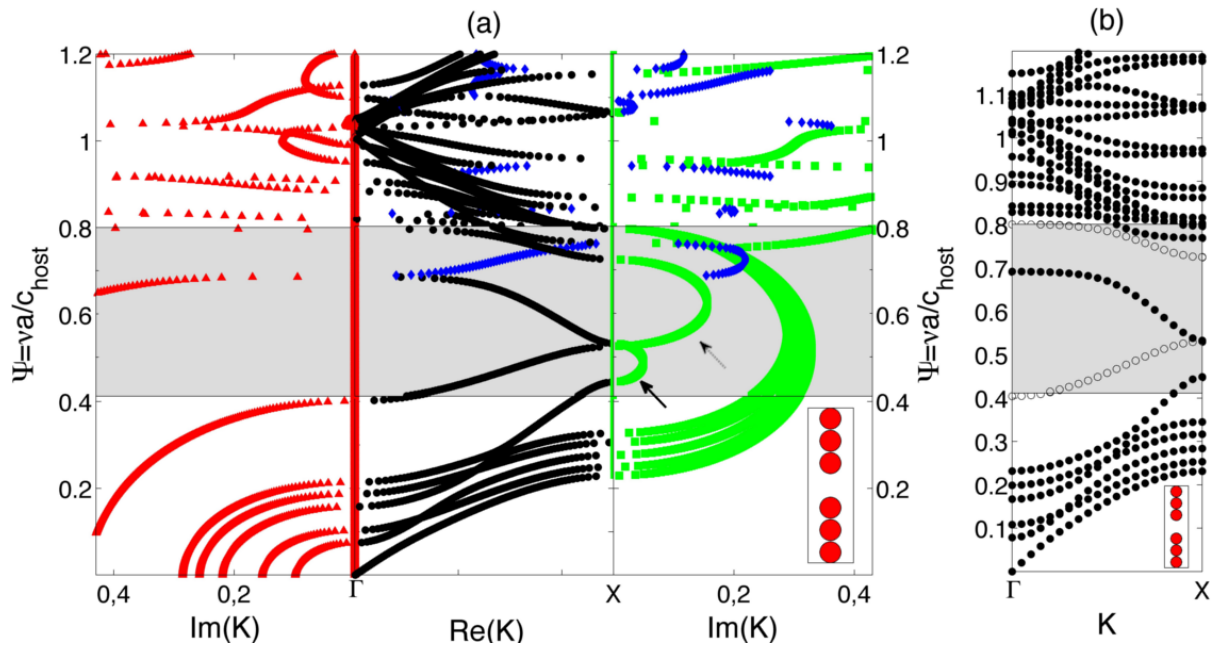 (a)
(b)
Ψ=νa/c_host
1.2
1
0.8
0.6
0.4
0.2
0,4
0,2
Γ
X
0,2
0,4
Im(K)
Re(K)
Im(K)
1.2
1
0.8
0.6
0.4
0.2
Ψ=νa/c_host
1.1
1
0.9
0.8
0.7
0.6
0.5
0.4
0.3
0.2
0.1
Γ
X
K